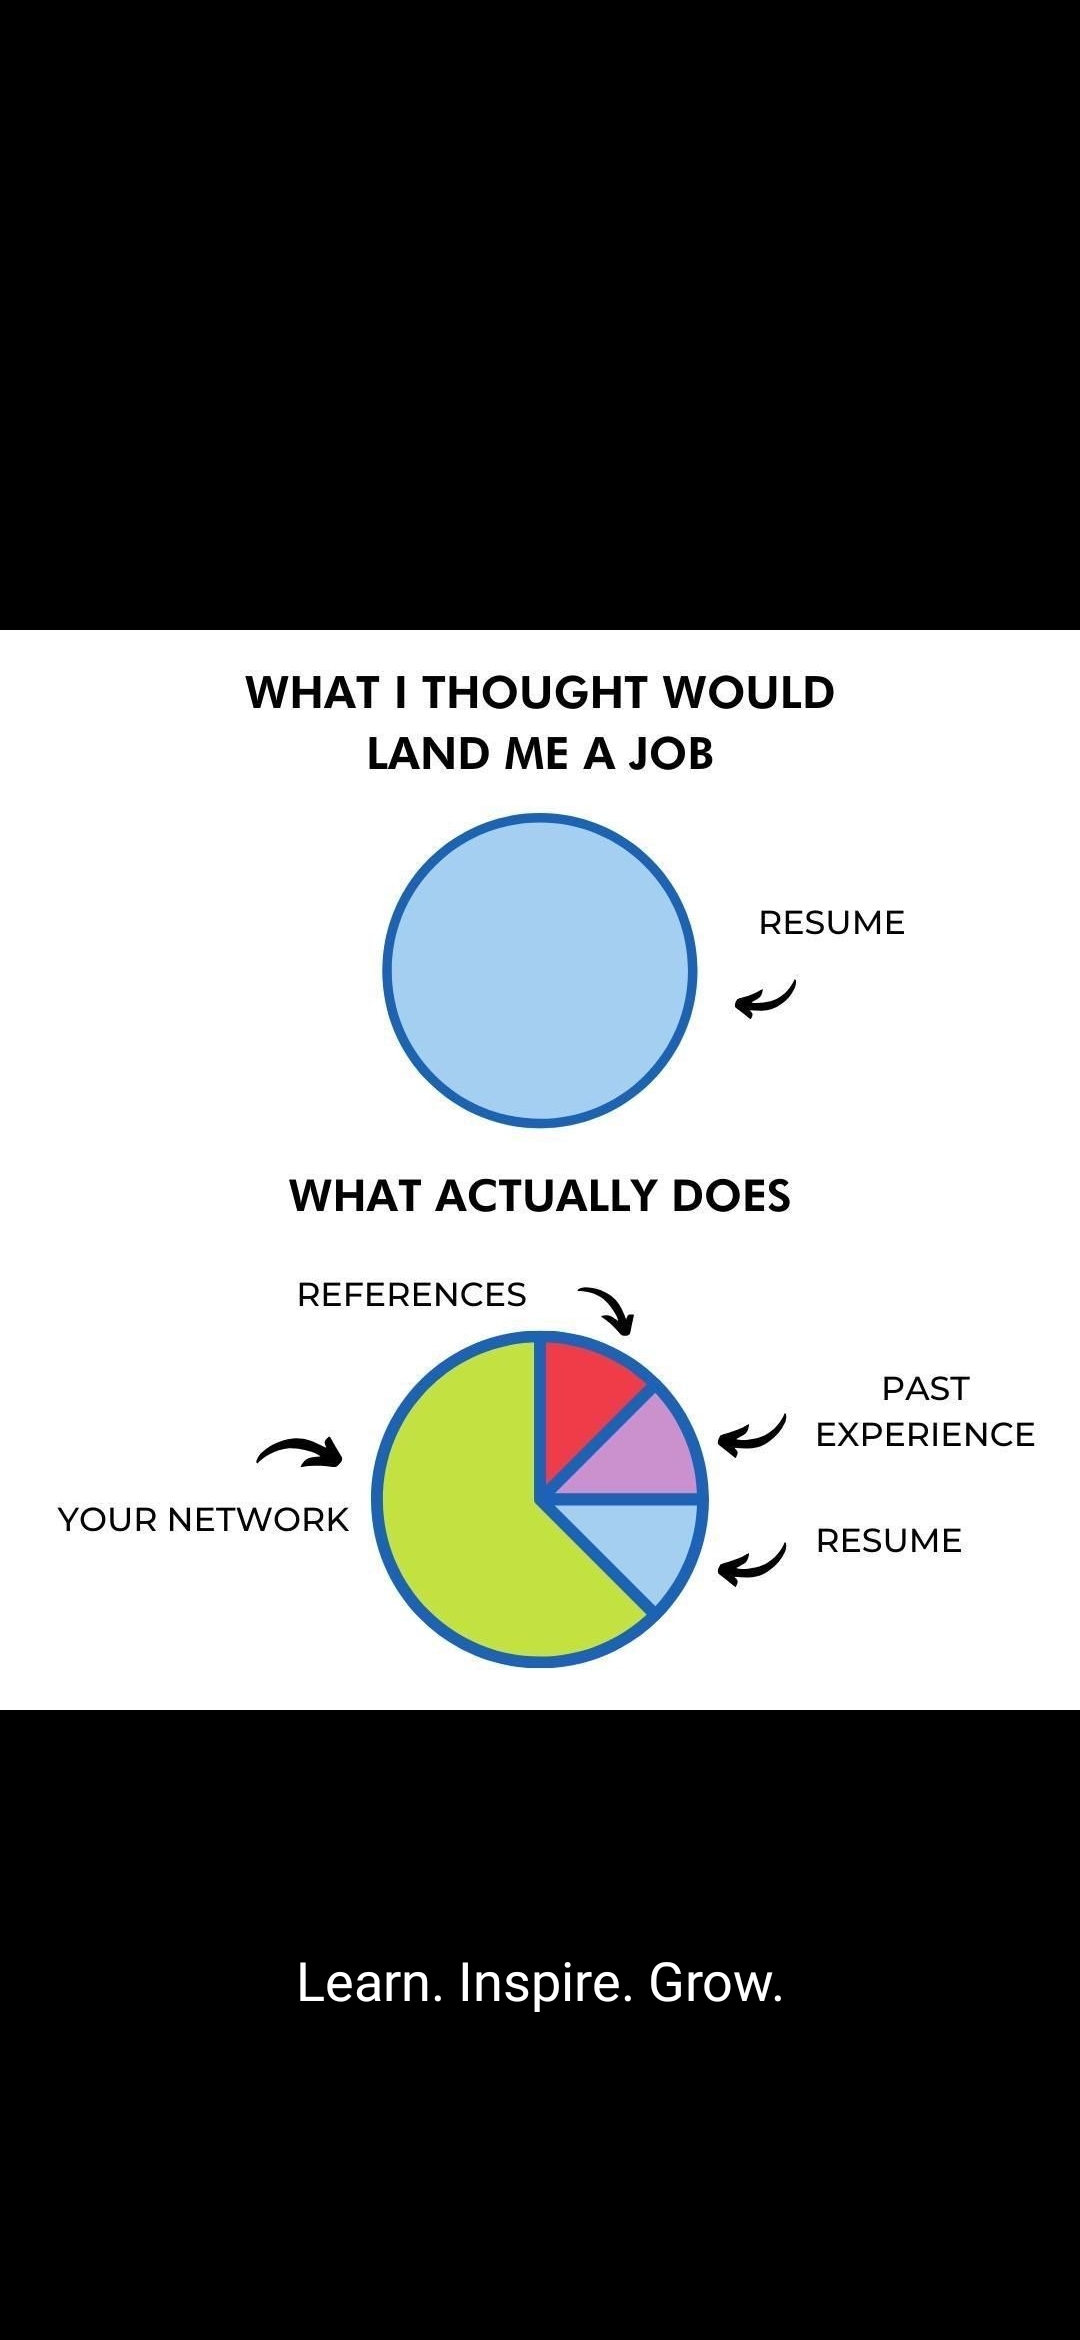 WHAT I THOUGHT WOULD
LAND ME A JOB
RESUME
WHAT ACTUALLY DOES
REFERENCES
PAST
EXPERIENCE
YOUR NETWORK
RESUME
Learn. Inspire. Grow.